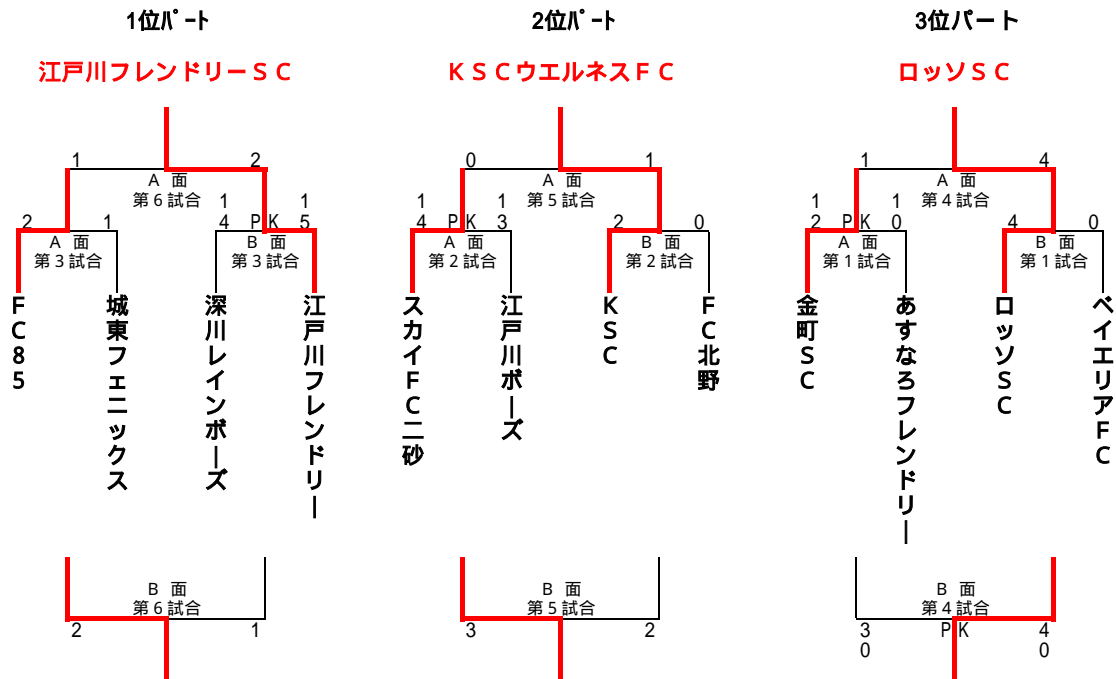 1位ﾊﾟｰﾄ
2位ﾊﾟｰﾄ
3位パート
江戸川フレンドリーＳＣ
ＫＳＣウエルネスＦＣ
ロッソＳＣ
1
2
0
1
1
4
A 面
第6試合
A 面
第5試合
A 面
第4試合
1
1
1
1
1
1
2
1
4
PK
5
4
PK
3
2
0
2
PK
0
4
0
A 面
第3試合
B 面
第3試合
A 面
第2試合
B 面
第2試合
A 面
第1試合
B 面
第1試合
ＦＣ８５
城東フェニックス
深川レインボーズ
江戸川フレンドリー
スカイＦＣ二砂
江戸川ボーズ
ＫＳＣ
ＦＣ北野
金町ＳＣ
あすなろフレンドリー
ロッソＳＣ
ベイエリアＦＣ
B 面
第6試合
B 面
第5試合
B 面
第4試合
2
1
3
2
3
PK
4
0
0